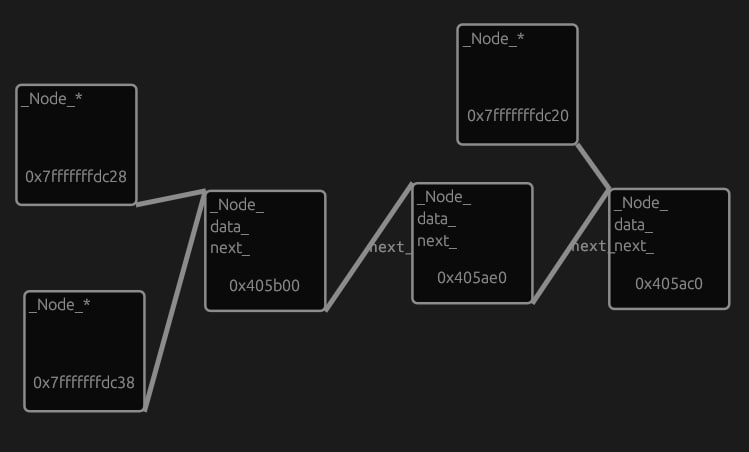 _Node_*
0x7fffffffdc20
_Node_*
0x7fffffffdc28
_Node_
data_
next_
0x405b00
next_
_Node_
data_
next_
0x405ae0
next_
_Node_
data_
next_
0x405ac0
_Node_*
0x7fffffffdc38